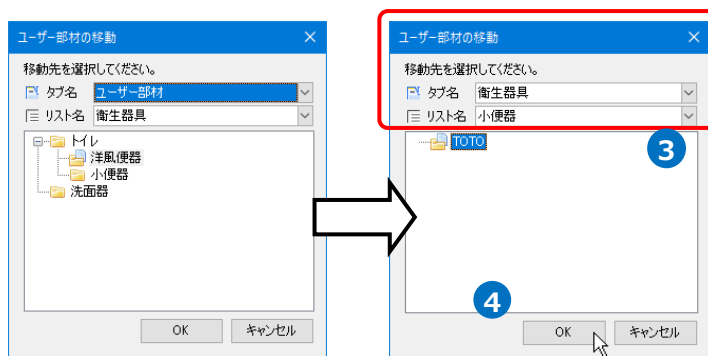 ユーザー部材の移動
移動先を選択してください。
タブ名 ユーザー部材
リスト名 衛生器具
トイレ
洋風便器
小便器
洗面器
OK キャンセル
ユーザー部材の移動
移動先を選択してください。
タブ名 衛生器具
リスト名 小便器
TOTO
3
4
OK キャンセル